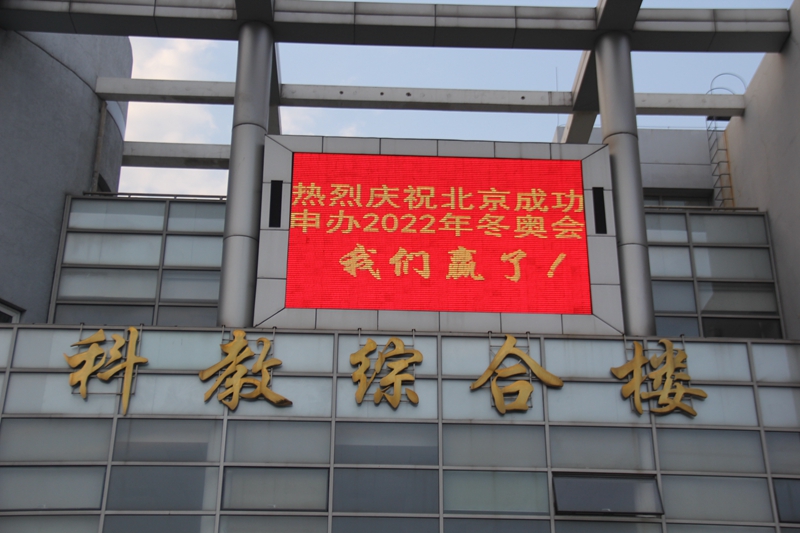 热烈庆祝北京成功
申办2022年冬奥会
我们赢了！
科教综合楼